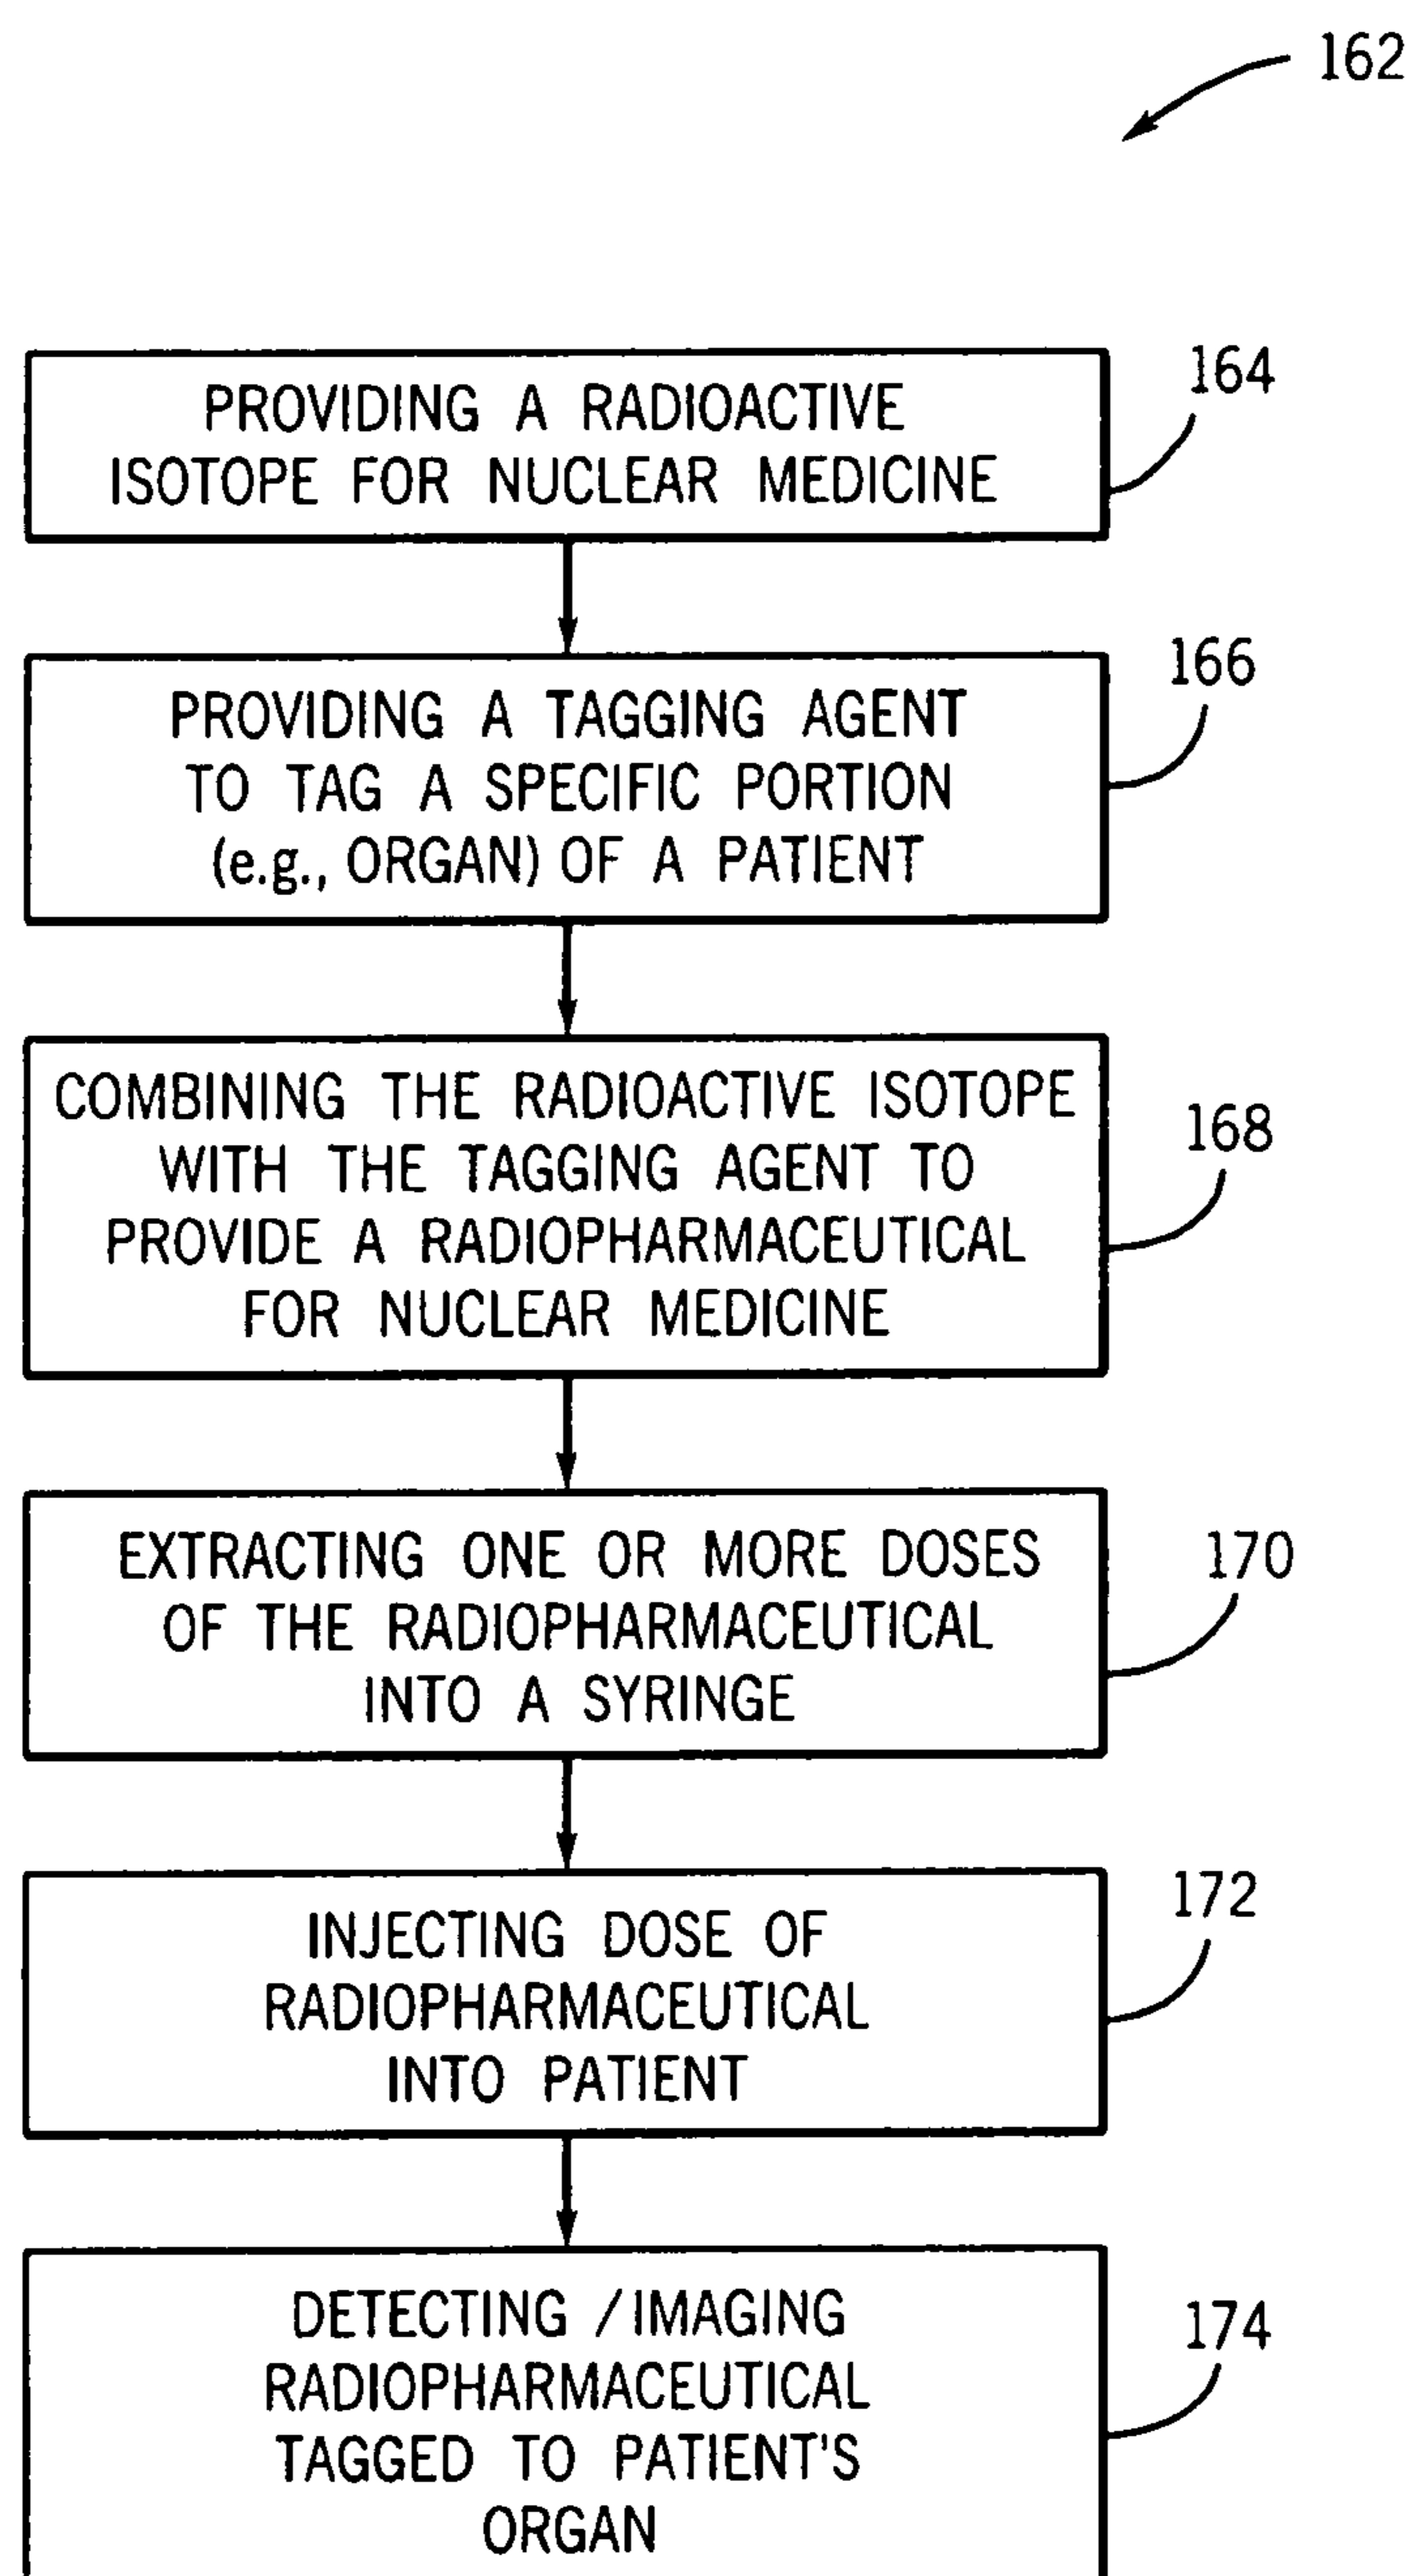 162
164
PROVIDING A RADIOACTIVE
ISOTOPE FOR NUCLEAR MEDICINE
166
PROVIDING A TAGGING AGENT
TO TAG A SPECIFIC PORTION
(e.g., ORGAN) OF A PATIENT
168
COMBINING THE RADIOACTIVE ISOTOPE
WITH THE TAGGING AGENT TO
PROVIDE A RADIOPHARMACEUTICAL
FOR NUCLEAR MEDICINE
170
EXTRACTING ONE OR MORE DOSES
OF THE RADIOPHARMACEUTICAL
INTO A SYRINGE
172
INJECTING DOSE OF
RADIOPHARMACEUTICAL
INTO PATIENT
174
DETECTING /IMAGING
RADIOPHARMACEUTICAL
TAGGED TO PATIENT'S
ORGAN